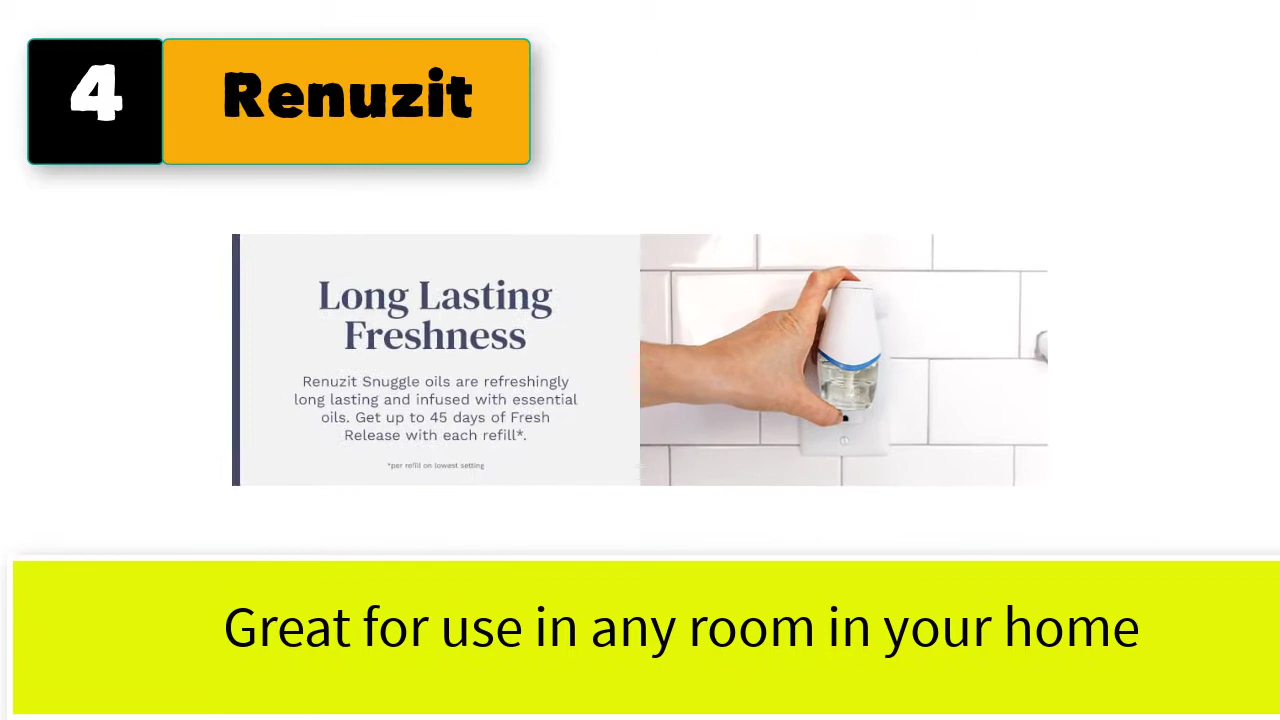 4
Renuzit
Long Lasting
Freshness
Renuzit Snuggle oils are refreshingly
long lasting and infused with essential
oils. Get up to 45 days of Fresh
Release with each refill*.
*per refill on lowest setting
Great for use in any room in your home